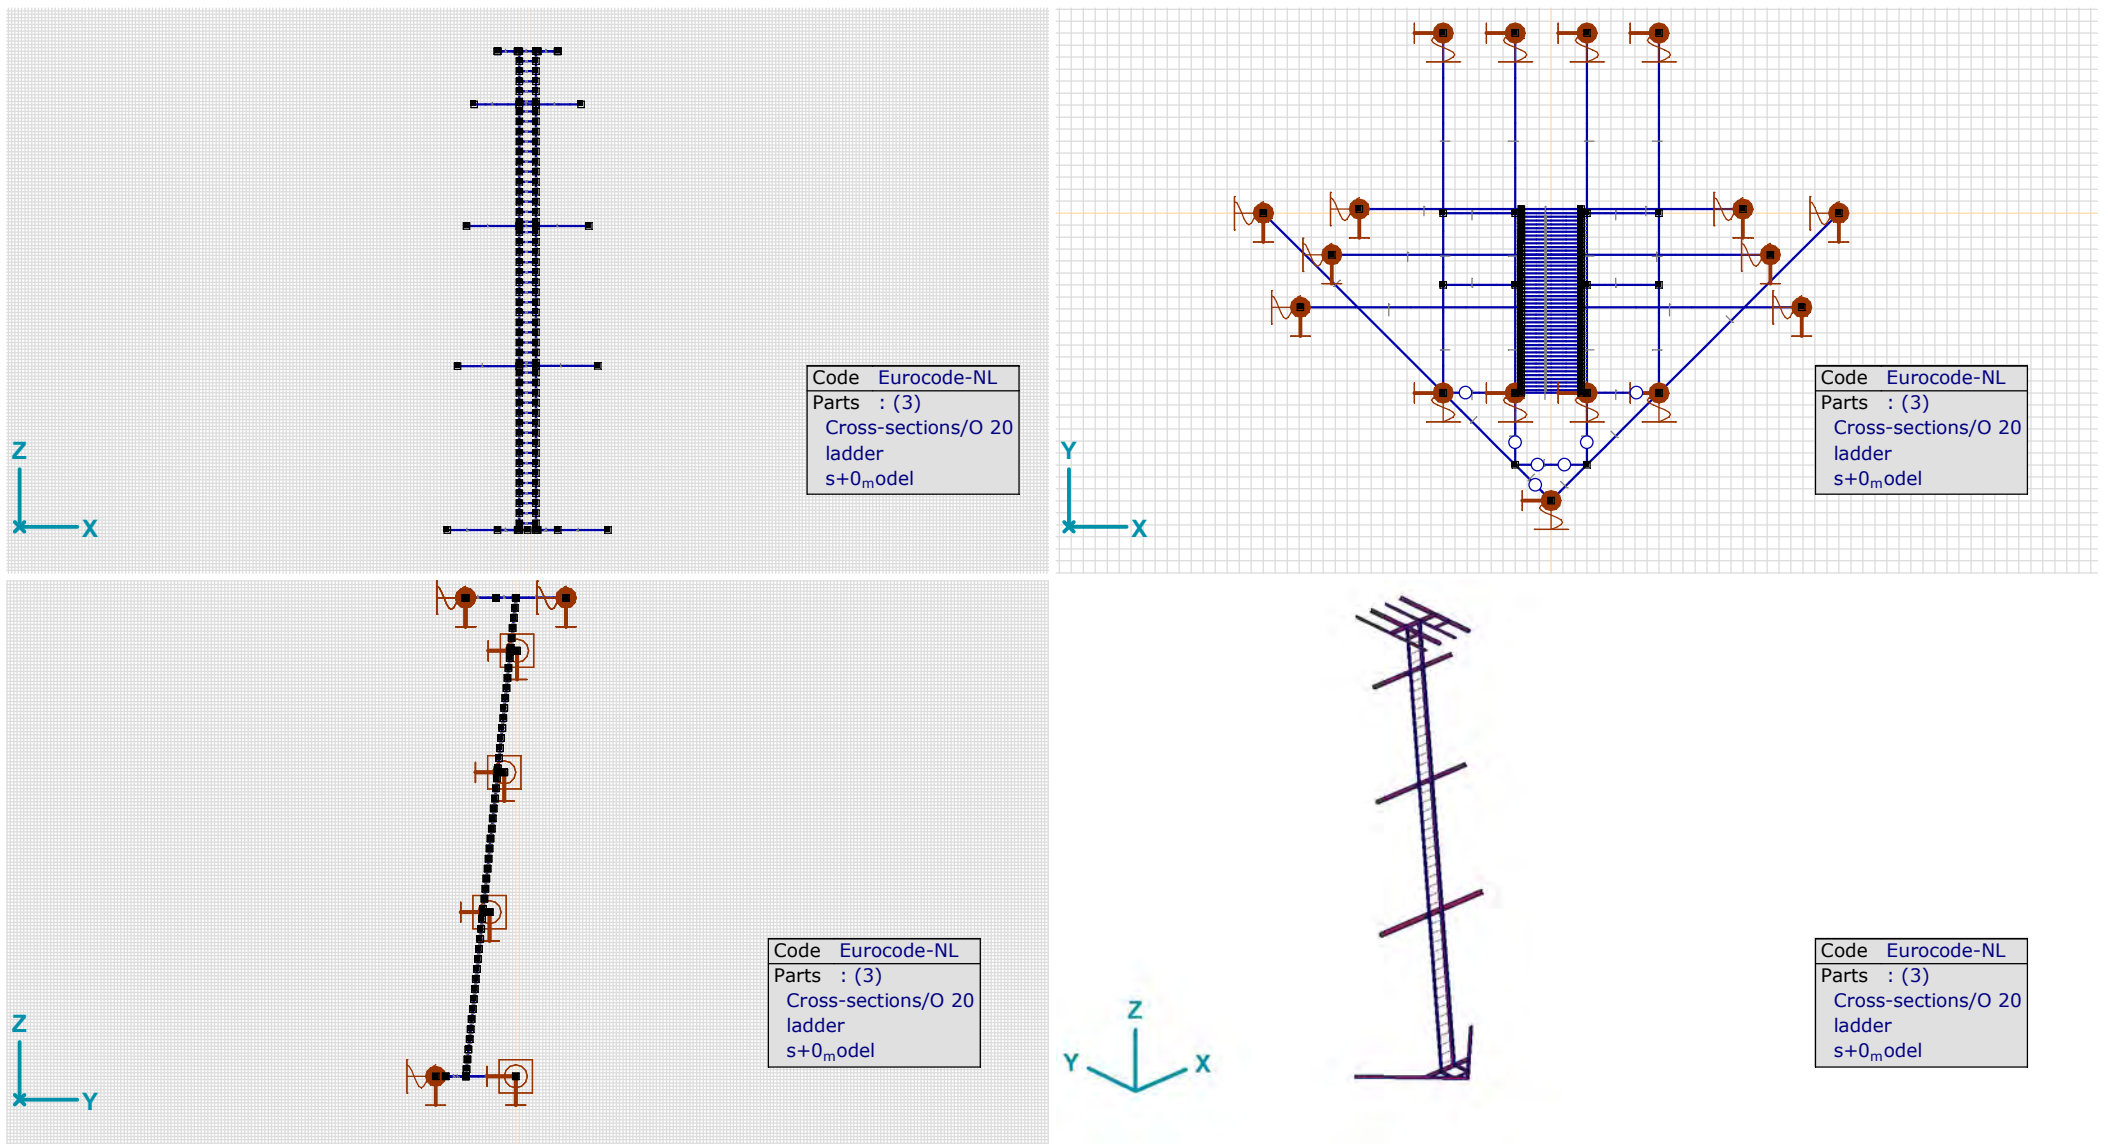 Code Eurocode-NL
Parts : (3)
Cross-sections/O 20
ladder
s+0модel
Z
X
Code Eurocode-NL
Parts : (3)
Cross-sections/O 20
ladder
s+0model
Y
X
Code Eurocode-NL
Parts : (3)
Cross-sections/O 20
ladder
s+0model
Z
Y
Code Eurocode-NL
Parts : (3)
Cross-sections/O 20
ladder
s+0model
Z
Y
X